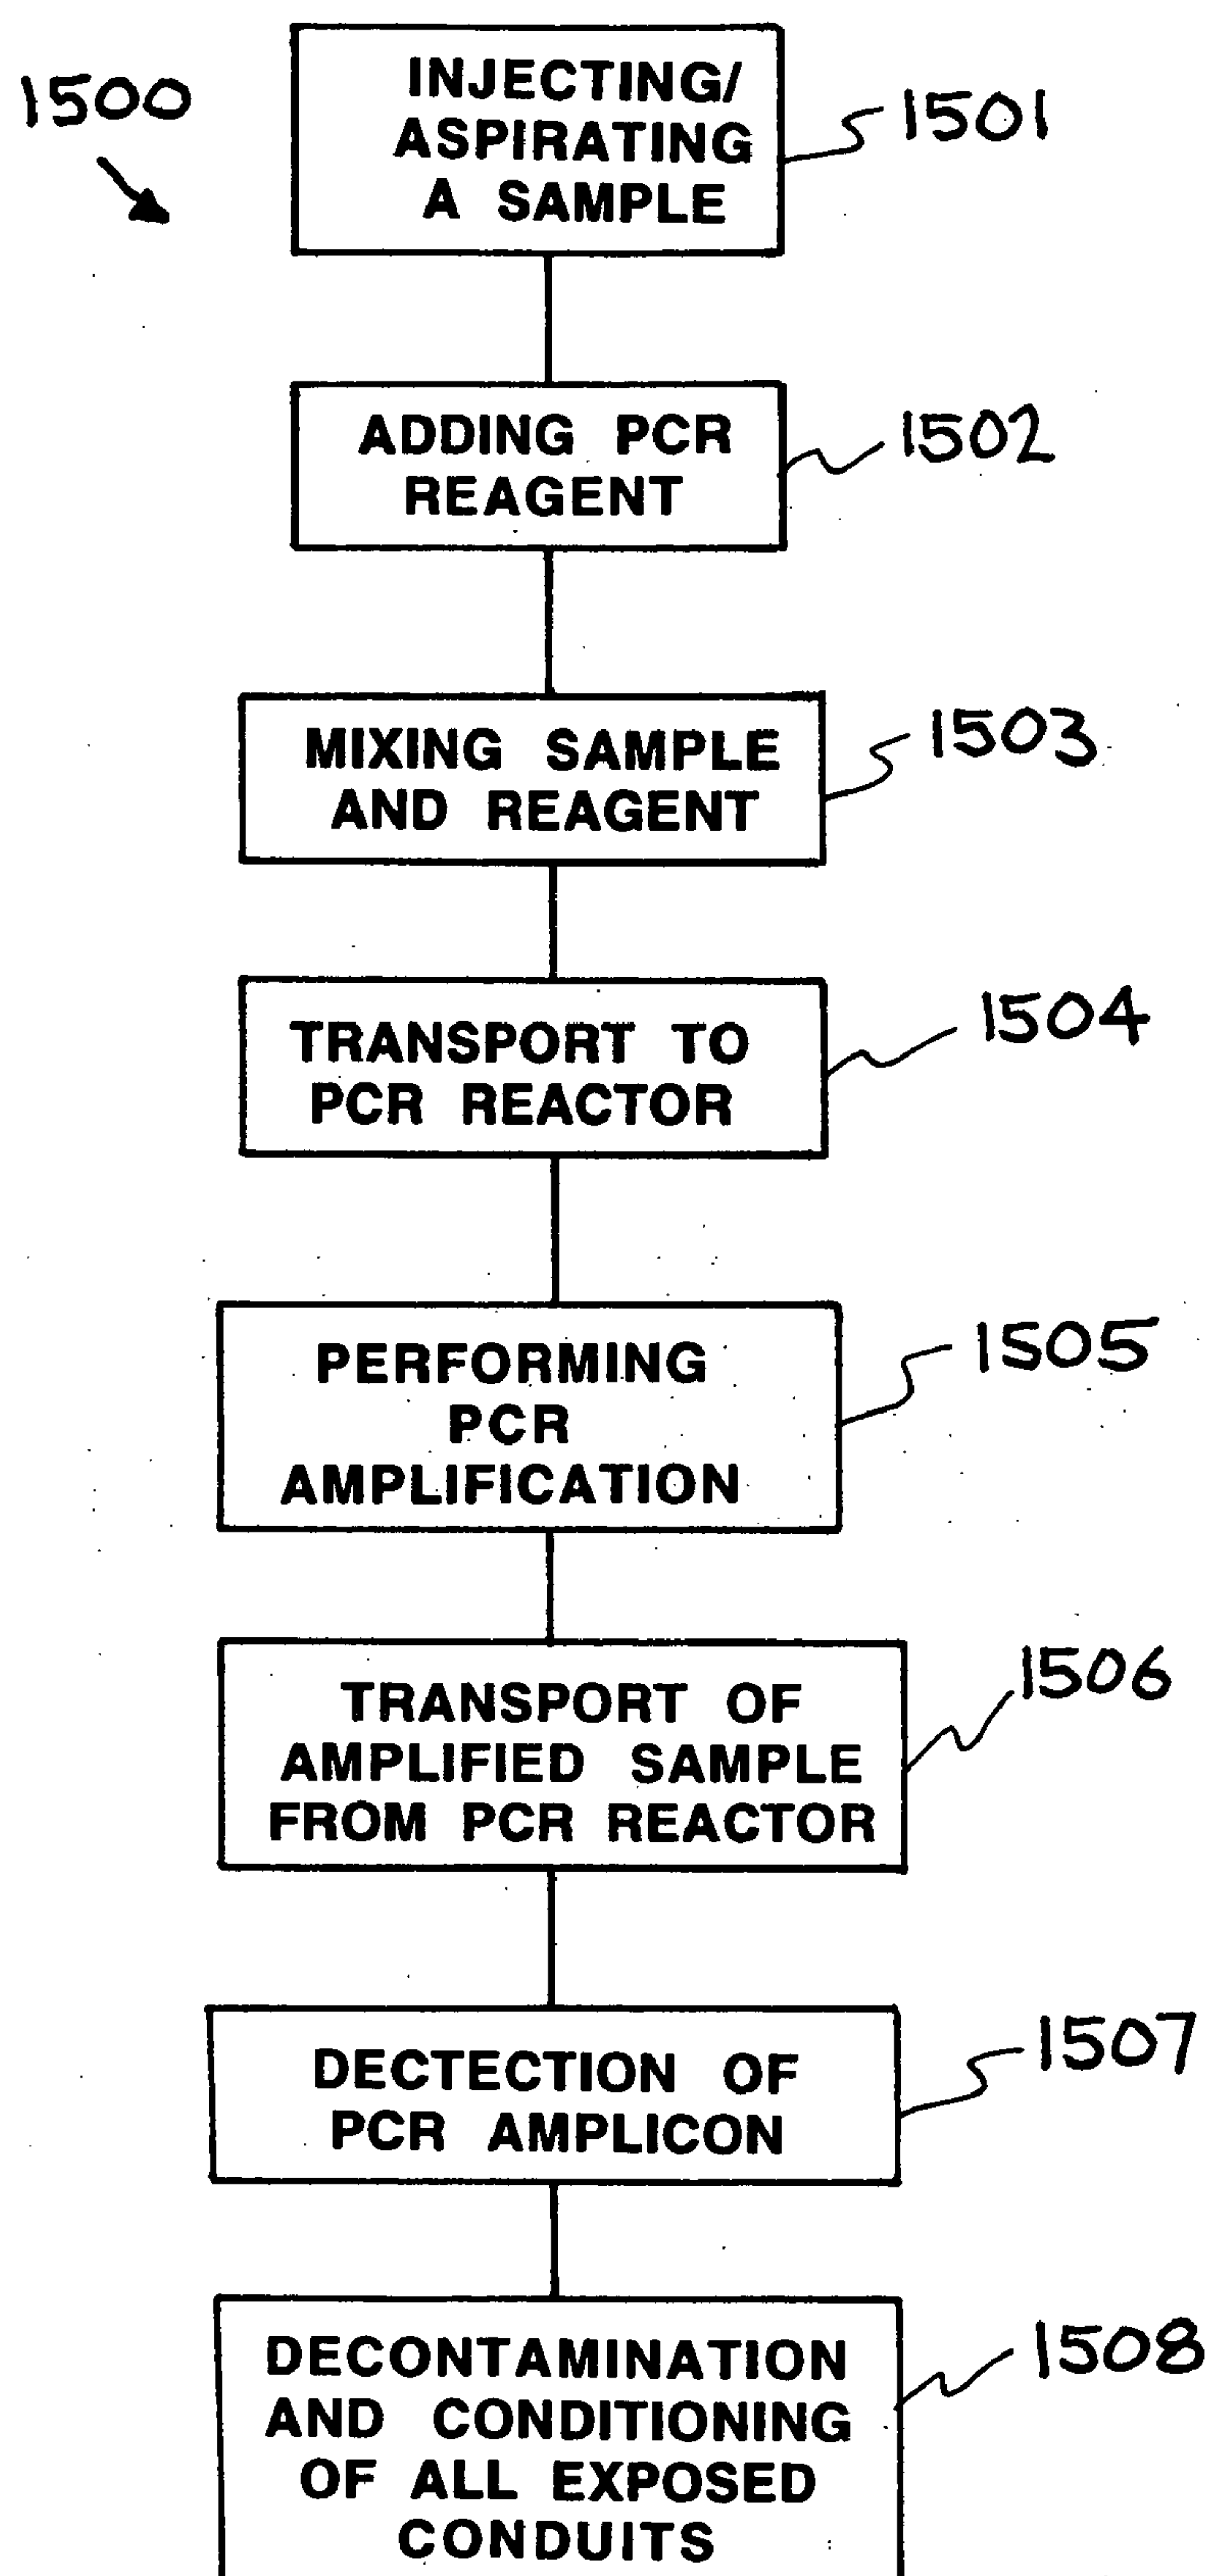 1500
INJECTING/
ASPIRATING
A SAMPLE
1501
ADDING PCR
REAGENT
1502
MIXING SAMPLE
AND REAGENT
1503
TRANSPORT TO
PCR REACTOR
1504
PERFORMING
PCR
AMPLIFICATION
1505
TRANSPORT OF
AMPLIFIED SAMPLE
FROM PCR REACTOR
1506
DECTECTION OF
PCR AMPLICON
1507
DECONTAMINATION
AND CONDITIONING
OF ALL EXPOSED
CONDUITS
1508